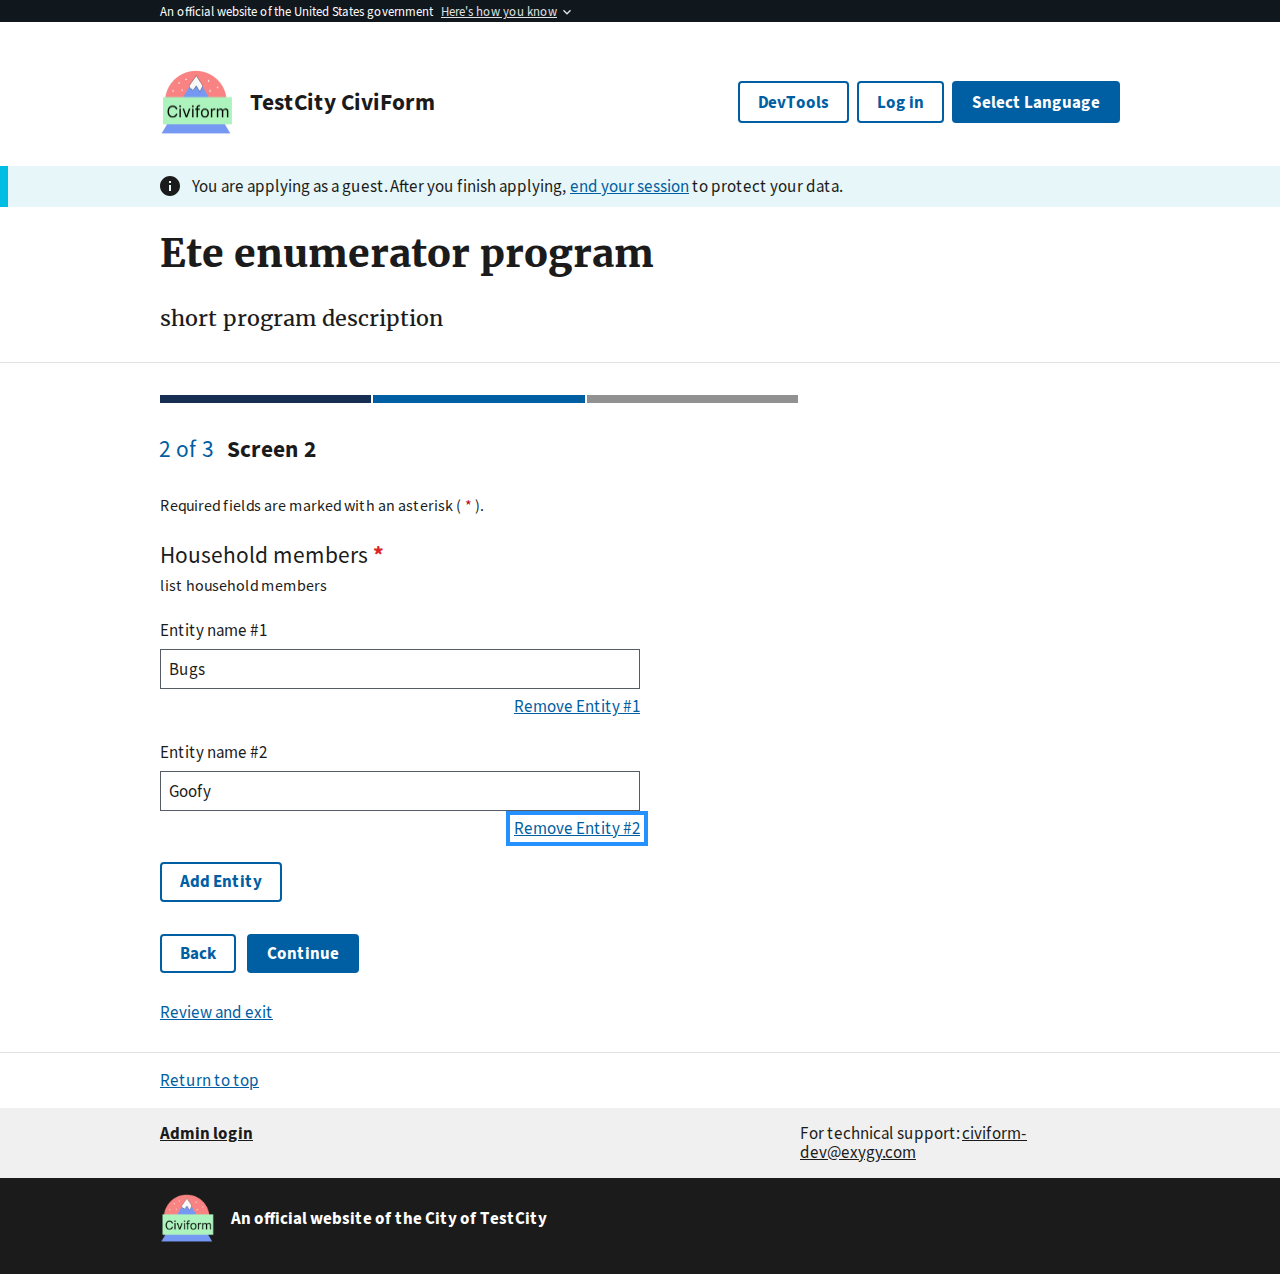 An official website of the United States government Here's how you know
Civiform
TestCity CiviForm
DevTools
Log in
Select Language
You are applying as a guest. After you finish applying, end your session to protect your data.
Ete enumerator program
short program description
2 of 3 Screen 2
Required fields are marked with an asterisk ( * ).
Household members *
list household members
Entity name #1
Bugs
Remove Entity #1
Entity name #2
Goofy
Remove Entity #2
Add Entity
Back
Continue
Review and exit
Return to top
Admin login
For technical support: civiform-
dev@exygy.com
Civiform
An official website of the City of TestCity